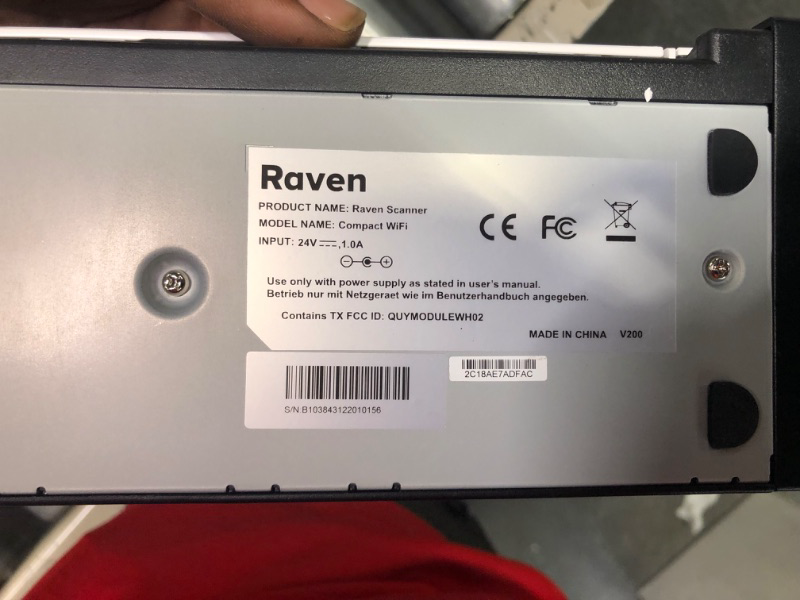 Raven
PRODUCT NAME: Raven Scanner
MODEL NAME: Compact WiFi
INPUT: 24V⎓,1.0A
CE FC
Use only with power supply as stated in user's manual.
Betrieb nur mit Netzgeraet wie im Benutzerhandbuch angegeben.
Contains TX FCC ID: QUYMODULEWH02
MADE IN CHINA V200
2C18AE7ADFAC
S/N:B103843122010156